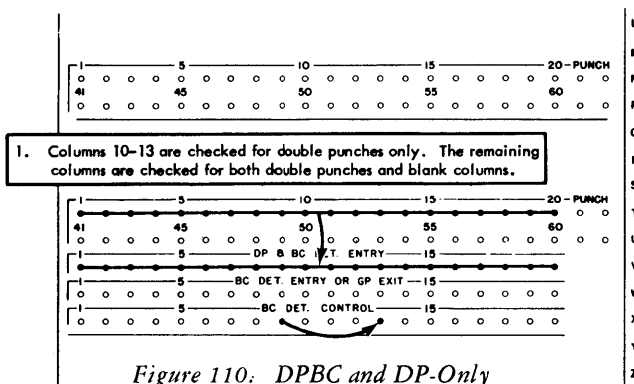 1 5 10 15 20-PUNCH
41 45 50 55 60
1. Columns 10-13 are checked for double punches only. The remaining
columns are checked for both double punches and blank columns.
1 5 10 15 20-PUNCH
41 45 50 55 60
1 5 DP & BC ENTRY 15
1 5 BC DET. ENTRY OR GP EXIT 15
1 5 BC DET. CONTROL 15
Figure 110. DPBC and DP-Only